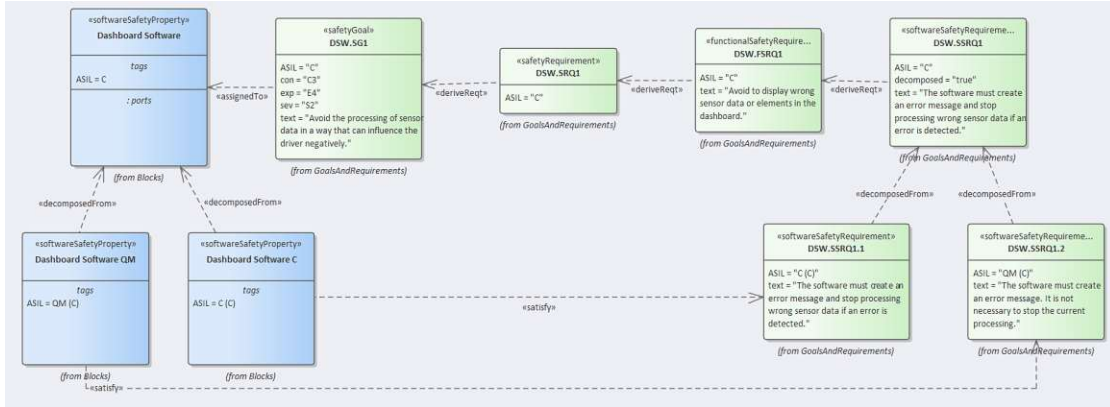 «softwareSafetyProperty»
Dashboard Software
tags
ASIL = C
: ports
(from Blocks)
«assignedTo»
«safetyGoal»
DSW.SG1
ASIL = "C"
con = "C3"
exp = "E4"
sev = "S2"
text = "Avoid the processing of sensor
data in a way that can influence the
driver negatively."
(from GoalsAndRequirements)
«deriveReqt»
«safetyRequirement»
DSW.SRQ1
ASIL = "C"
(from GoalsAndRequirements)
«deriveReqt»
«functionalSafetyRequire...
DSW.FSRQ1
ASIL = "C"
text = "Avoid to display wrong
sensor data or elements in the
dashboard."
(from GoalsAndRequirements)
«deriveReqt»
«softwareSafetyRequireme...
DSW.SSRQ1
ASIL = "C"
decomposed = "true"
text = "The software must create
an error message and stop
processing wrong sensor data if an
error is detected."
(from GoalsAndRequirements)
«decomposedFrom»
«decomposedFrom»
«decomposedFrom»
«decomposedFrom»
«softwareSafetyProperty»
Dashboard Software QM
tags
ASIL = QM (C)
(from Blocks)
«softwareSafetyProperty»
Dashboard Software C
tags
ASIL = C (C)
(from Blocks)
«satisfy»
«softwareSafetyRequirement»
DSW.SSRQ1.1
ASIL = "C (C)"
text = "The software must create an
error message and stop processing
wrong sensor data if an error is
detected."
(from GoalsAndRequirements)
«softwareSafetyRequireme...
DSW.SSRQ1.2
ASIL = "QM (C)"
text = "The software must create
an error message. It is not
necessary to stop the current
processing."
(from GoalsAndRequirements)
«satisfy»